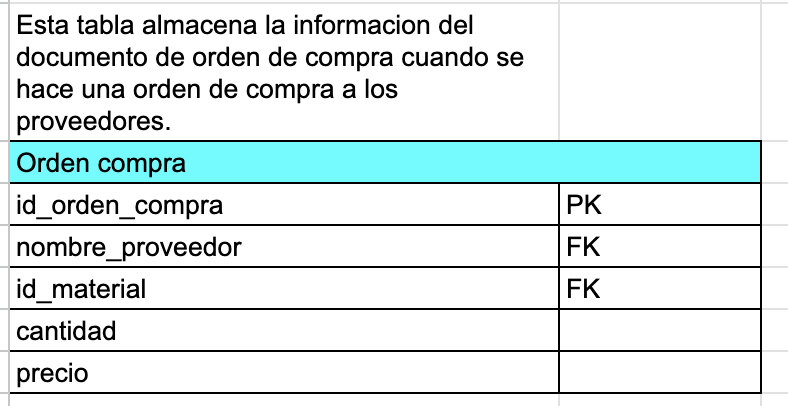 Esta tabla almacena la informacion del
documento de orden de compra cuando se
hace una orden de compra a los
proveedores.
Orden compra
id_orden_compra PK
nombre_proveedor FK
id_material FK
cantidad
precio